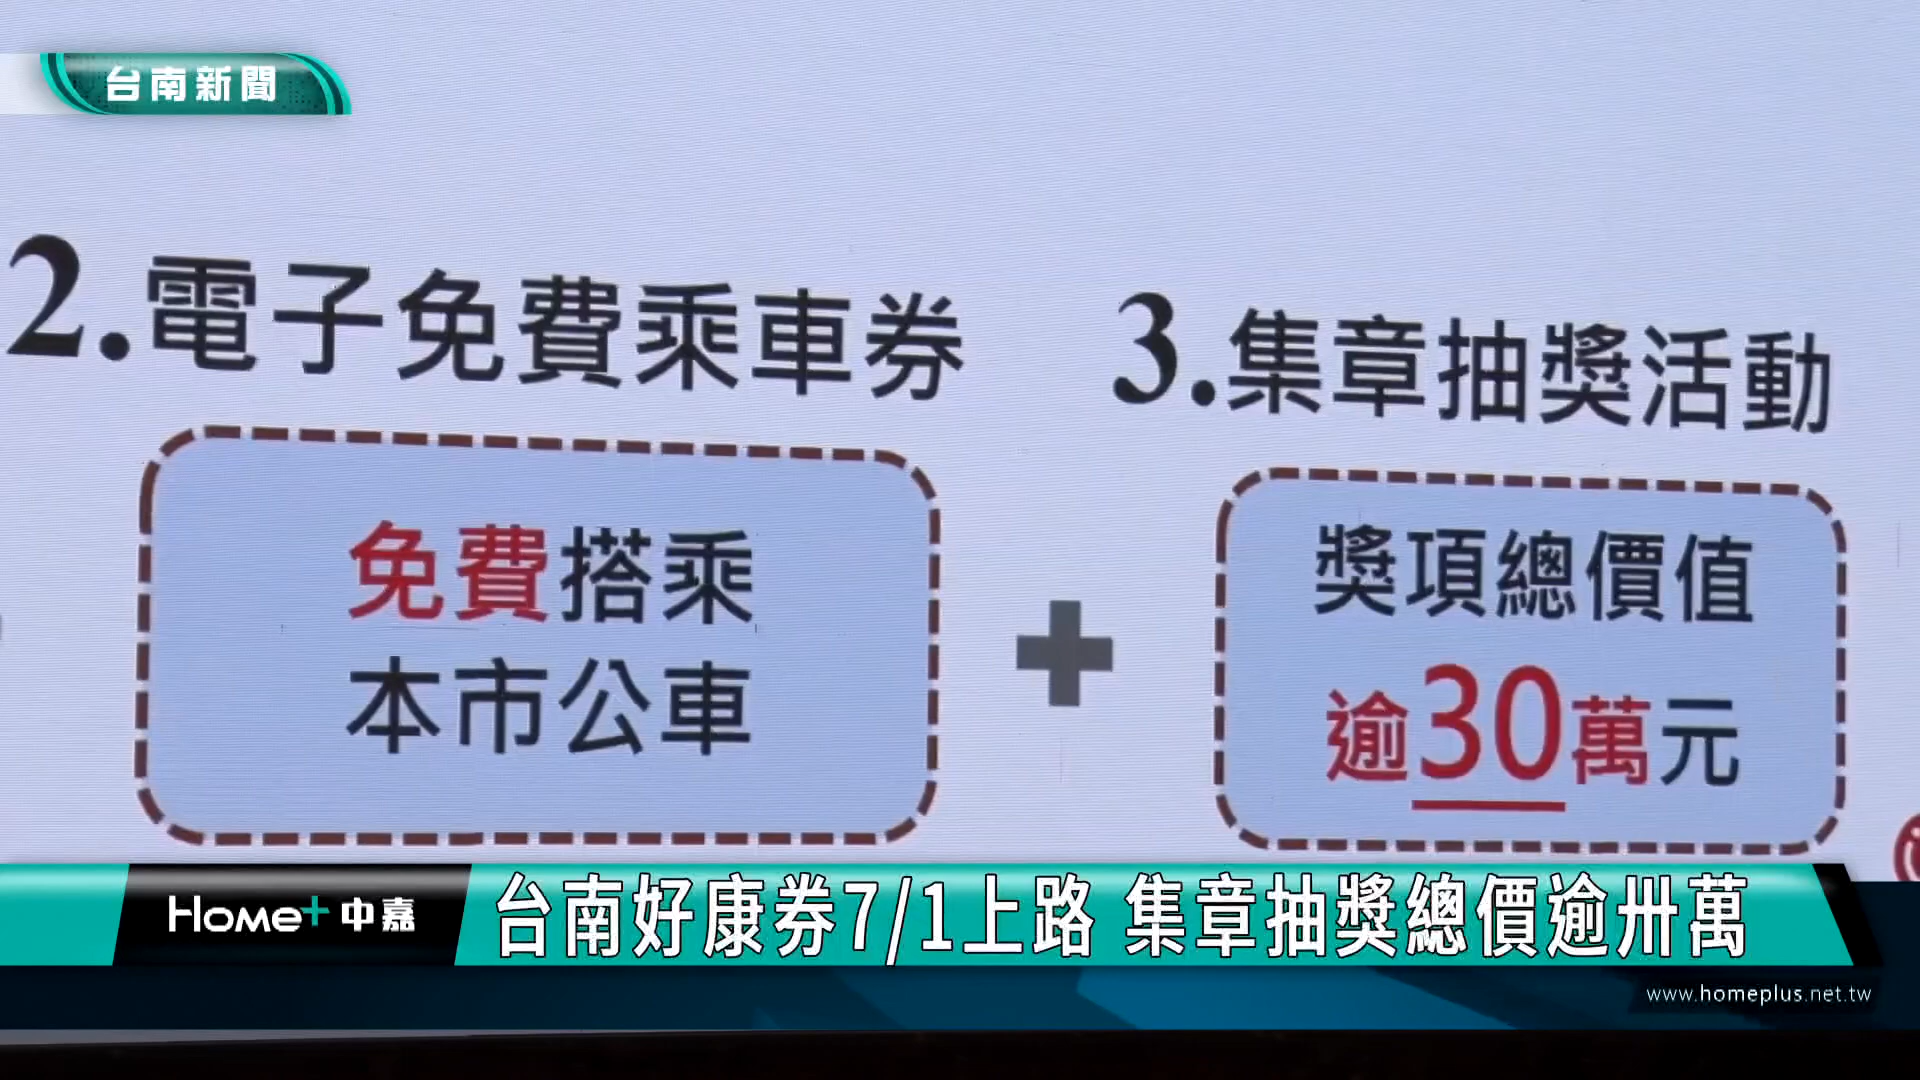 台南新聞
2.電子免費乘車券
3.集章抽獎活動
免費搭乘
本市公車
獎項總價值
逾30萬元
Home+ 中嘉
台南好康券7/1上路 集章抽獎總價逾卅萬
www.homeplus.net.tw